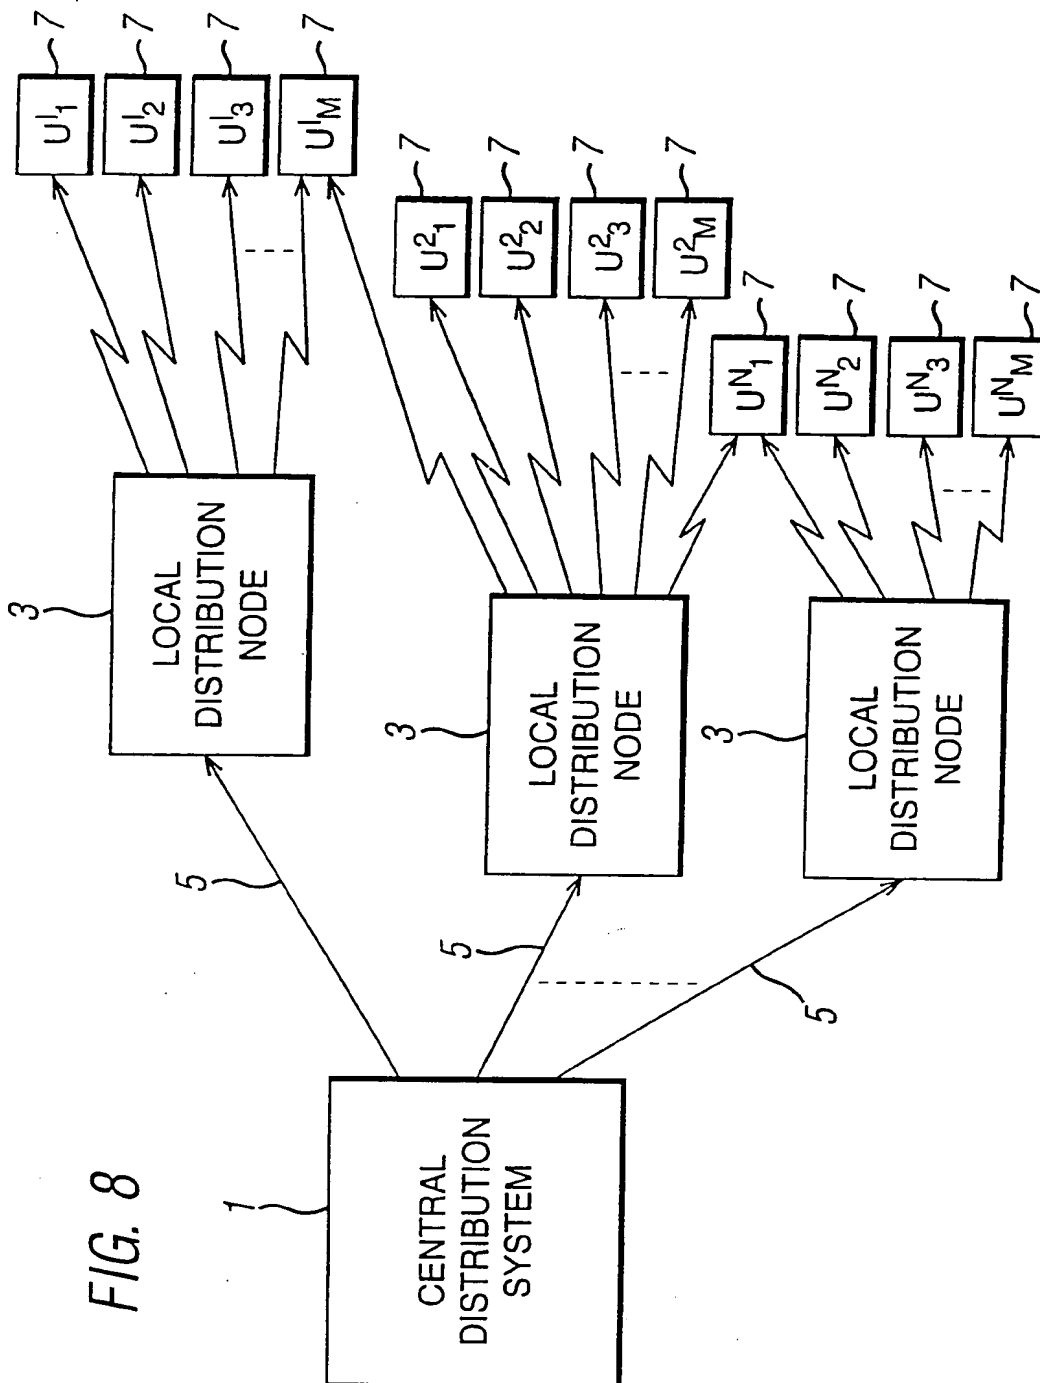 FIG. 8
1
CENTRAL
DISTRIBUTION
SYSTEM
5
5
5
3
LOCAL
DISTRIBUTION
NODE
3
LOCAL
DISTRIBUTION
NODE
3
LOCAL
DISTRIBUTION
NODE
U¹₁ 7
U¹₂ 7
U¹₃ 7
U¹M 7
U²₁ 7
U²₂ 7
U²₃ 7
U²M 7
Uᴺ₁ 7
Uᴺ₂ 7
Uᴺ₃ 7
UᴺM 7